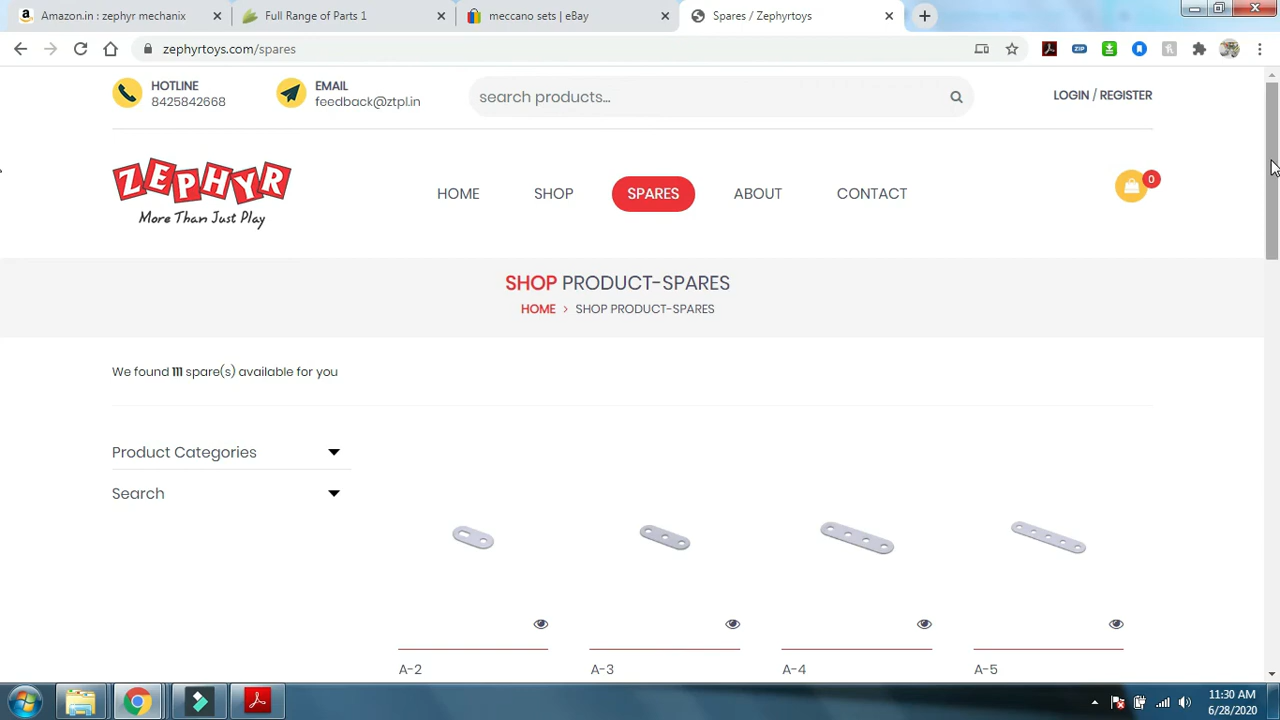 Amazon.in : zephyr mechanix
Full Range of Parts 1
meccano sets | eBay
Spares / Zephyrtoys
zephyrtoys.com/spares
ZIP
HOTLINE
8425842668
EMAIL
feedback@ztpl.in
search products...
LOGIN / REGISTER
ZEPHYR
More Than Just Play
HOME
SHOP
SPARES
ABOUT
CONTACT
0
SHOP PRODUCT-SPARES
HOME > SHOP PRODUCT-SPARES
We found 111 spare(s) available for you
Product Categories
Search
A-2
A-3
A-4
A-5
11:30 AM
6/28/2020